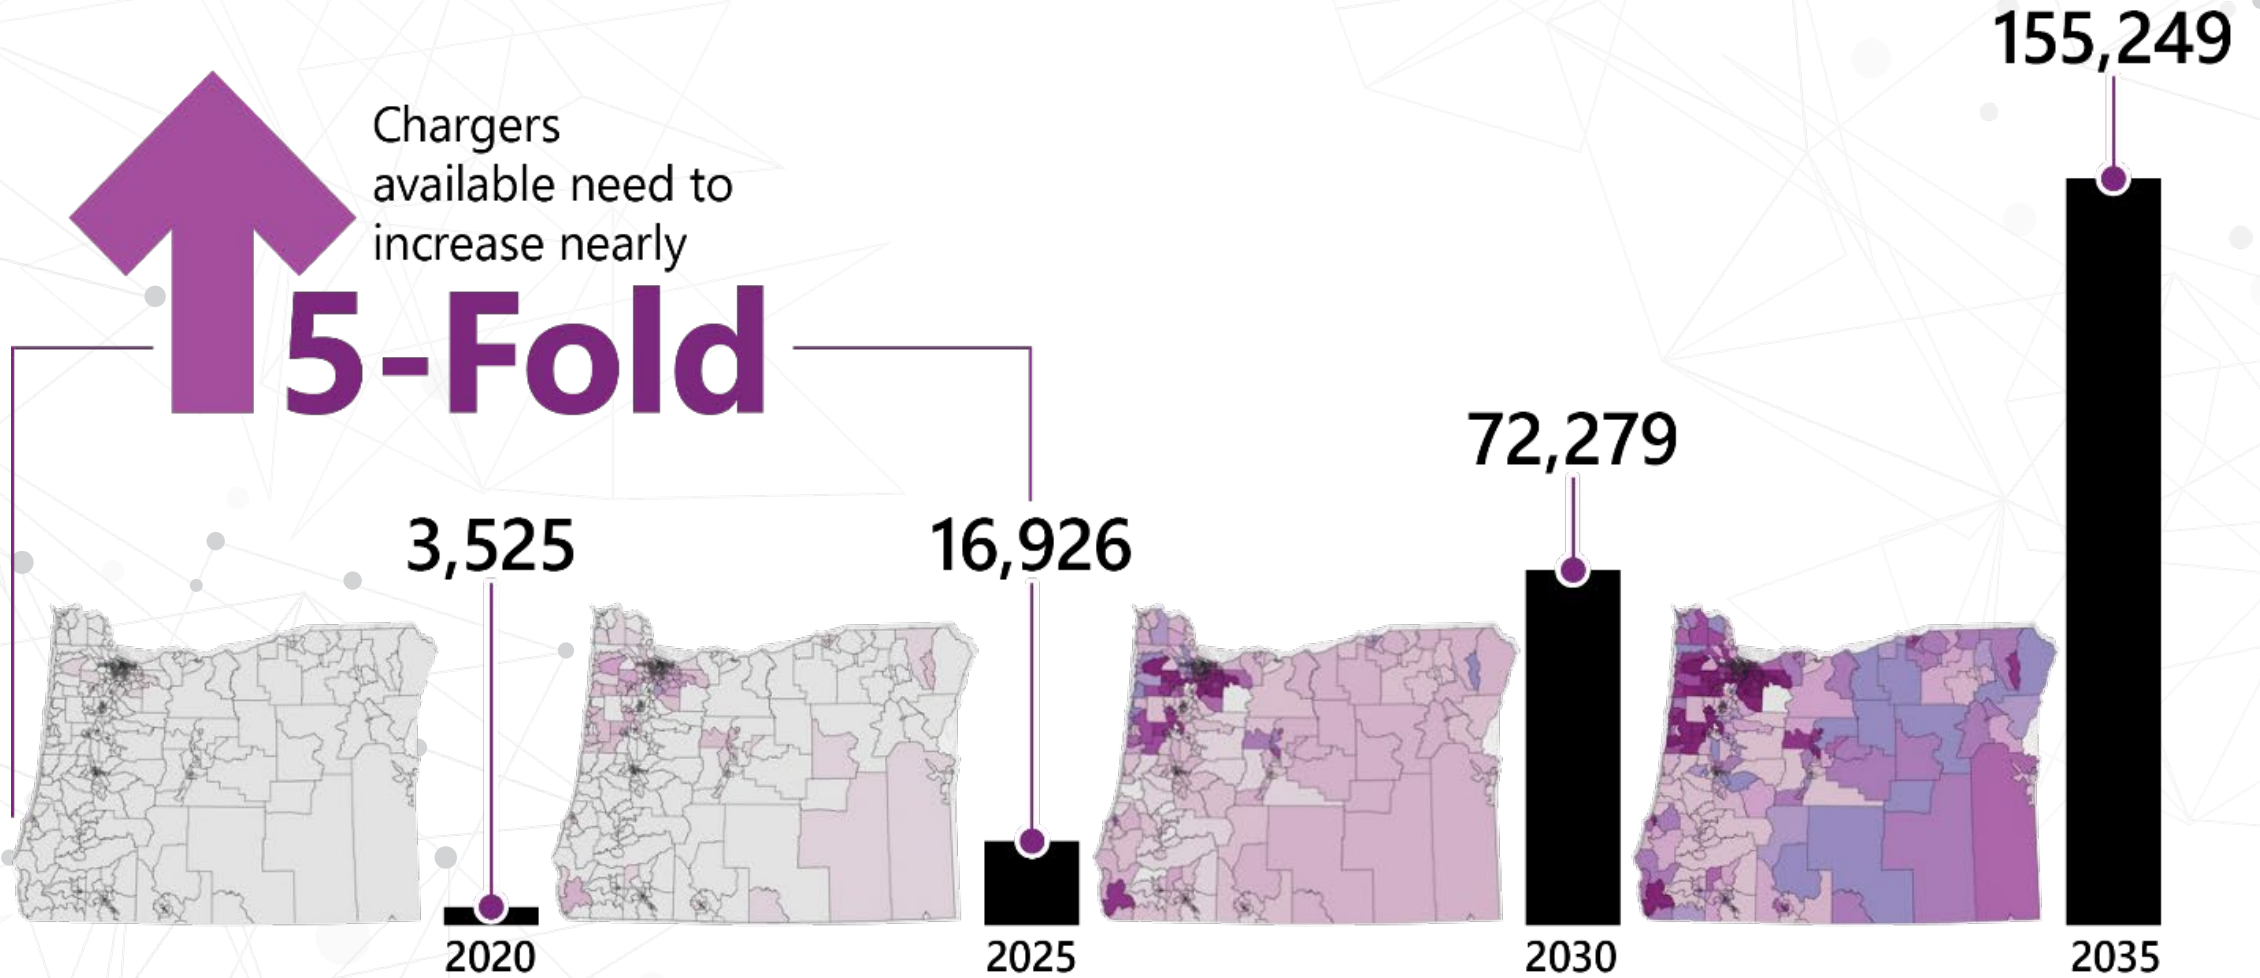 Chargers
available need to
increase nearly
5-Fold
3,525
16,926
72,279
155,249
2020
2025
2030
2035